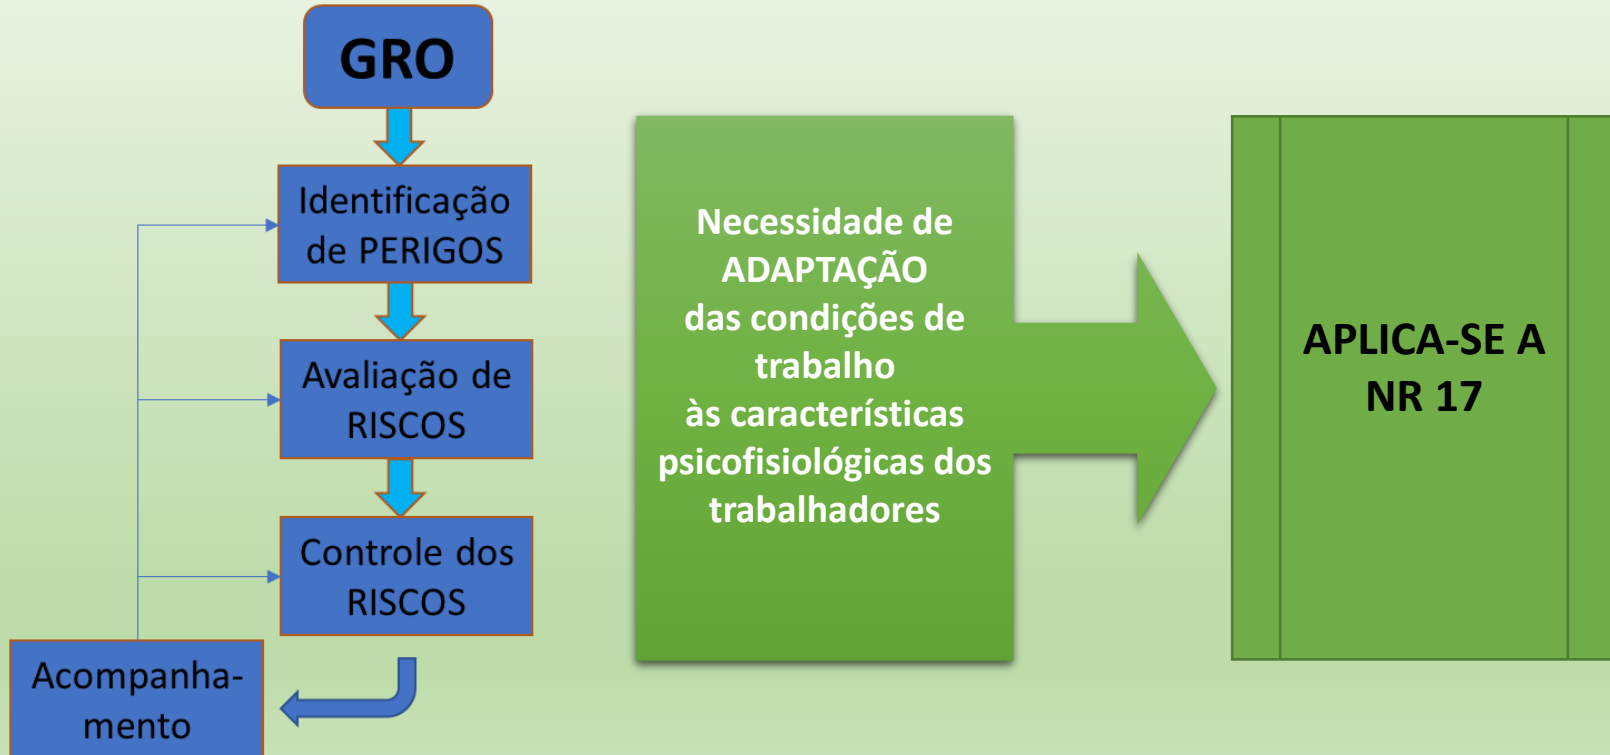 GRO
Identificação
de PERIGOS
Avaliação de
RISCOS
Controle dos
RISCOS
Acompanha-
mento
Necessidade de
ADAPTAÇÃO
das condições de
trabalho
às características
psicofisiológicas dos
trabalhadores
APLICA-SE A
NR 17